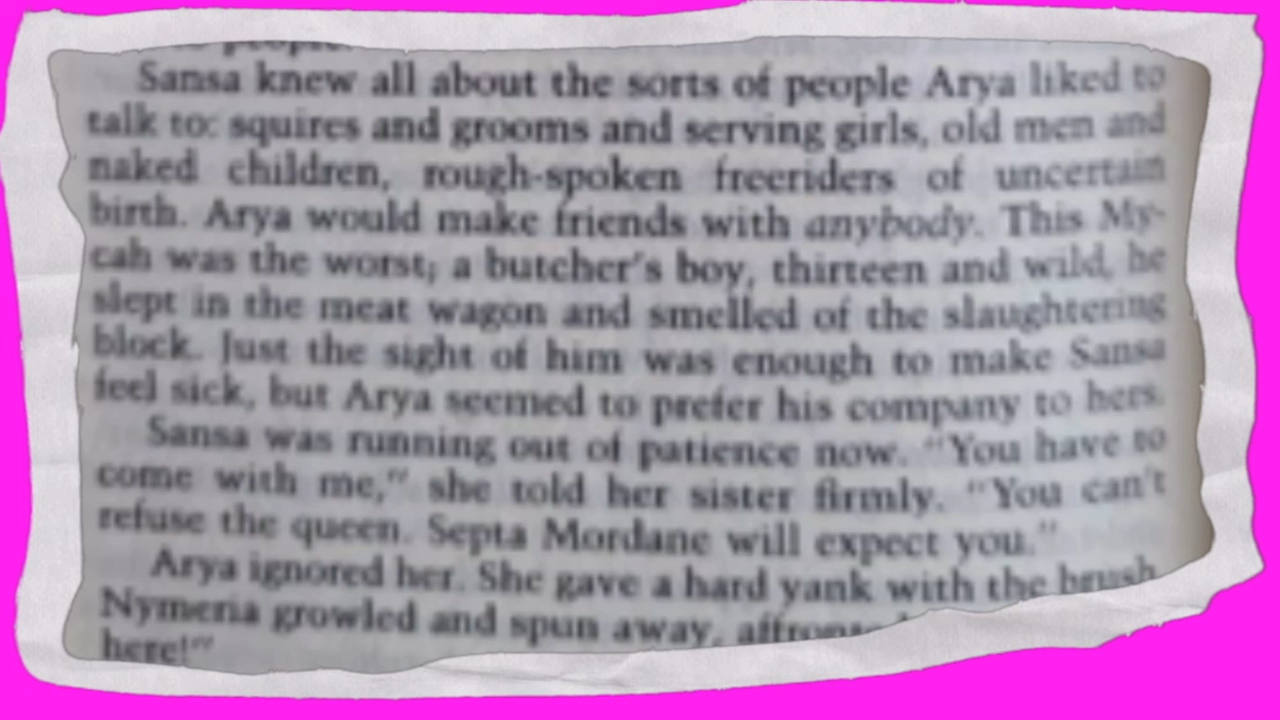 people.
Sansa knew all about the sorts of people Arya liked to
talk to: squires and grooms and serving girls, old men and
naked children, rough-spoken freeriders of uncertain
birth. Arya would make friends with anybody. This My-
cah was the worst; a butcher's boy, thirteen and wild, he
slept in the meat wagon and smelled of the slaughtering
block. Just the sight of him was enough to make Sansa
feel sick, but Arya seemed to prefer his company to hers.
Sansa was running out of patience now. "You have to
come with me," she told her sister firmly. "You can't
refuse the queen. Septa Mordane will expect you."
Arya ignored her. She gave a hard yank with the brush.
Nymeria growled and spun away, affronted
here!"